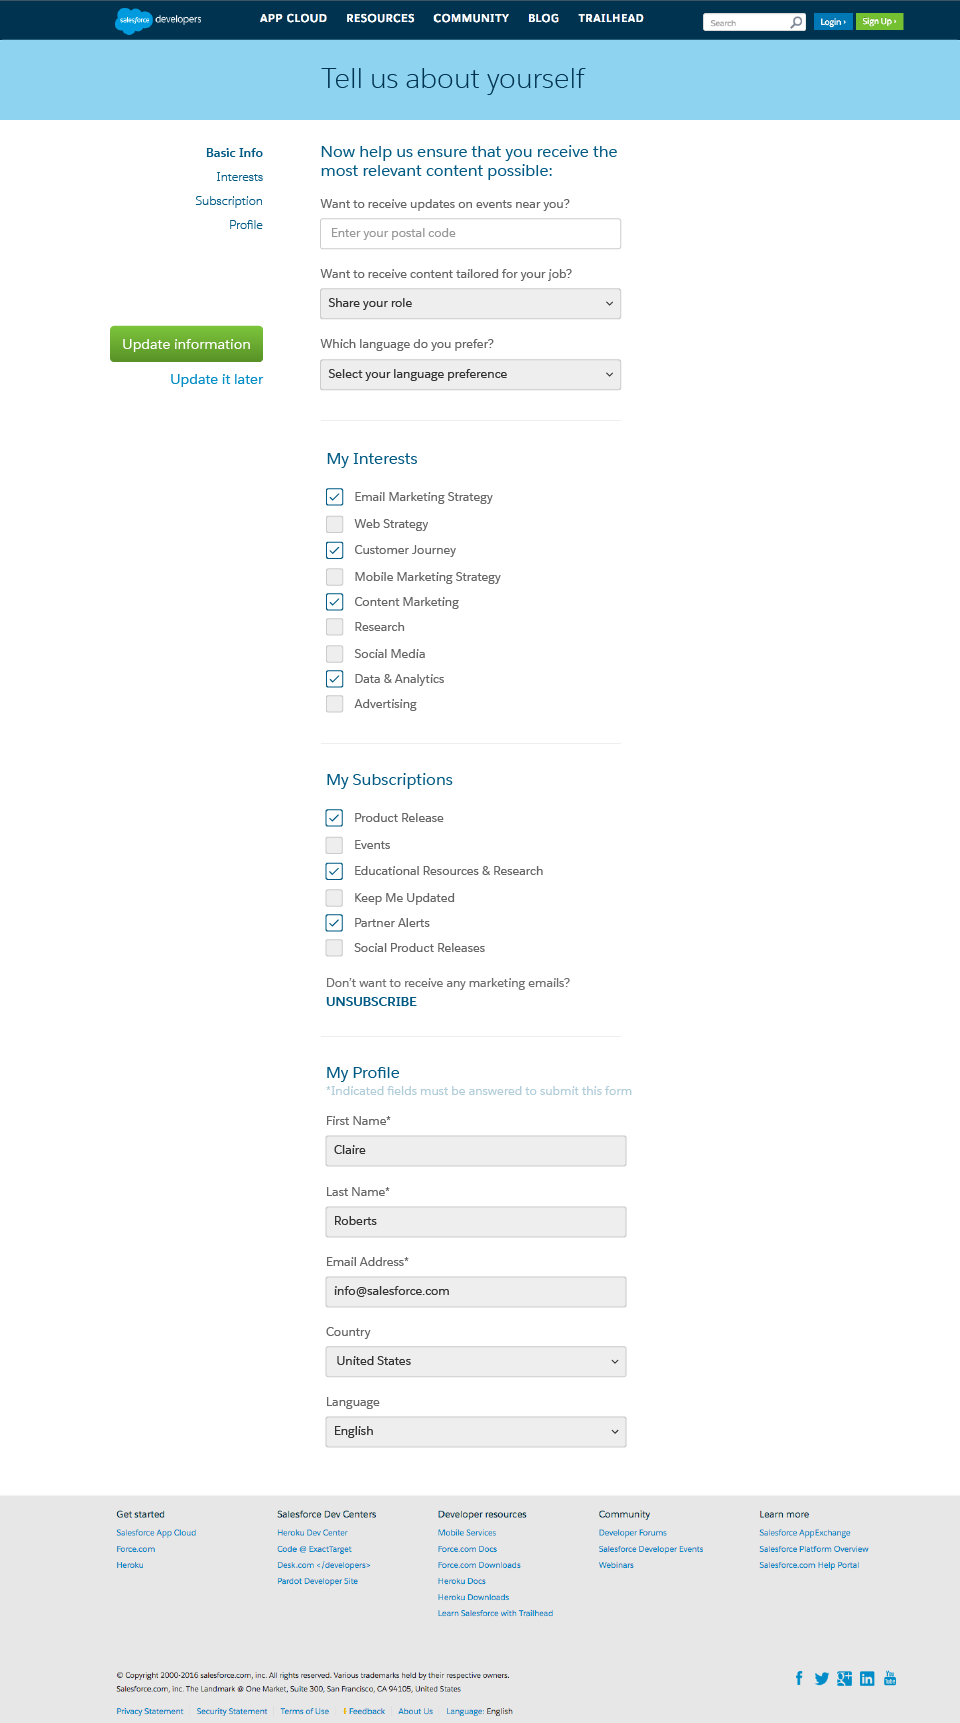 salesforce developers
APP CLOUD RESOURCES COMMUNITY BLOG TRAILHEAD
Search
Login ›
Sign Up ›
Tell us about yourself
Basic Info
Interests
Subscription
Profile
Update information
Update it later
Now help us ensure that you receive the
most relevant content possible:
Want to receive updates on events near you?
Enter your postal code
Want to receive content tailored for your job?
Share your role
Which language do you prefer?
Select your language preference
My Interests
Email Marketing Strategy
Web Strategy
Customer Journey
Mobile Marketing Strategy
Content Marketing
Research
Social Media
Data & Analytics
Advertising
My Subscriptions
Product Release
Events
Educational Resources & Research
Keep Me Updated
Partner Alerts
Social Product Releases
Don't want to receive any marketing emails?
UNSUBSCRIBE
My Profile
*Indicated fields must be answered to submit this form
First Name*
Claire
Last Name*
Roberts
Email Address*
info@salesforce.com
Country
United States
Language
English
Get started
Salesforce App Cloud
Force.com
Heroku
Salesforce Dev Centers
Heroku Dev Center
Code @ ExactTarget
Desk.com </developers>
Pardot Developer Site
Developer resources
Mobile Services
Force.com Docs
Force.com Downloads
Heroku Docs
Heroku Downloads
Learn Salesforce with Trailhead
Community
Developer Forums
Salesforce Developer Events
Webinars
Learn more
Salesforce AppExchange
Salesforce Platform Overview
Salesforce.com Help Portal
© Copyright 2000-2016 salesforce.com, inc. All rights reserved. Various trademarks held by their respective owners.
Salesforce.com, inc. The Landmark @ One Market, Suite 300, San Francisco, CA 94105, United States
Privacy Statement Security Statement Terms of Use Feedback About Us Language: English
You Tube